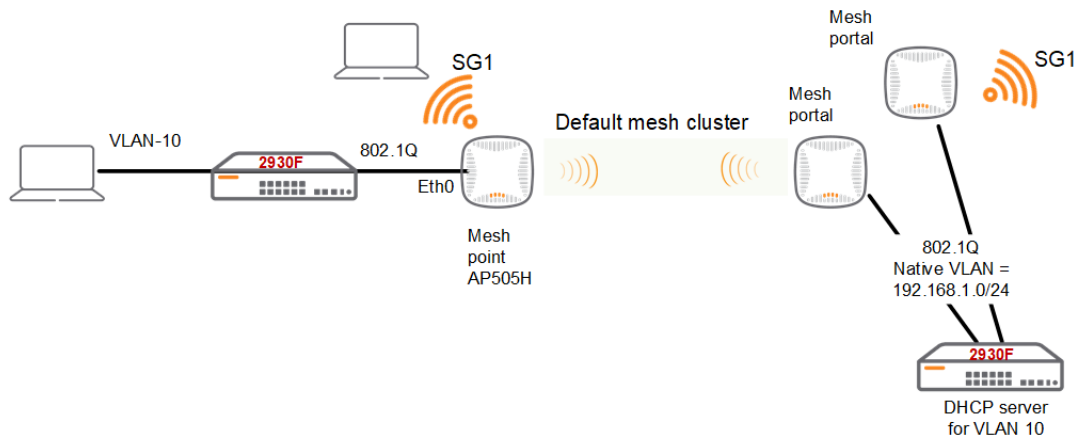 Mesh
portal
SG1
SG1
Mesh
portal
Default mesh cluster
VLAN-10
2930F
802.1Q
Eth0
Mesh
point
AP505H
802.1Q
Native VLAN =
192.168.1.0/24
2930F
DHCP server
for VLAN 10